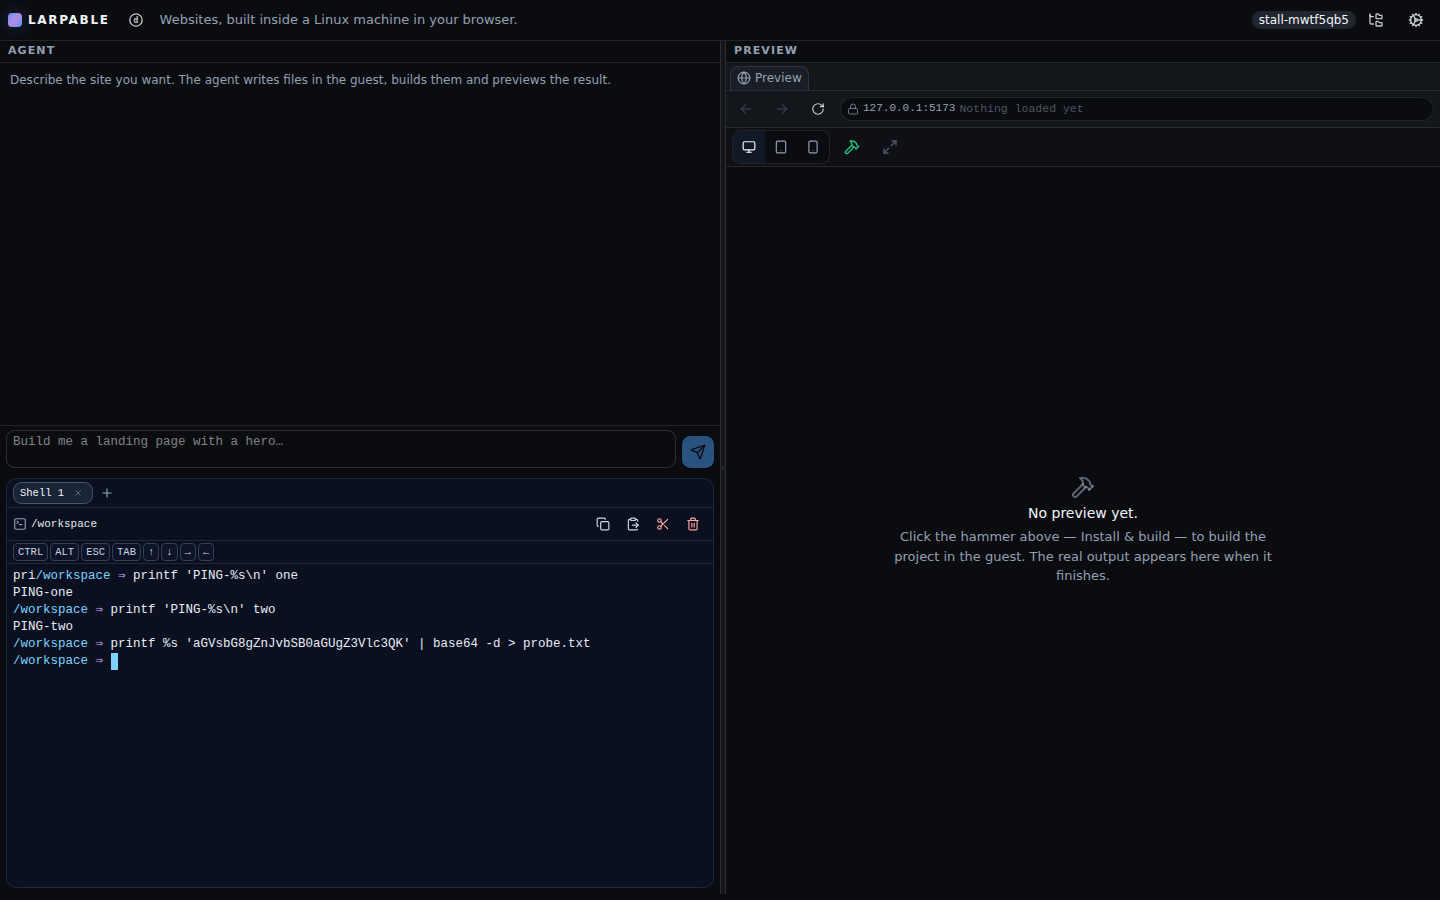 LARPABLE
Websites, built inside a Linux machine in your browser.
stall-mwtf5qb5
AGENT
Describe the site you want. The agent writes files in the guest, builds them and previews the result.
Build me a landing page with a hero…
Shell 1
/workspace
CTRL ALT ESC TAB ↑ ↓ → ←
pri/workspace ⇒ printf 'PING-%s\n' one
PING-one
/workspace ⇒ printf 'PING-%s\n' two
PING-two
/workspace ⇒ printf %s 'aGVsbG8gZnJvbSB0aGUgZ3Vlc3QK' | base64 -d > probe.txt
/workspace ⇒
PREVIEW
Preview
127.0.0.1:5173 Nothing loaded yet
No preview yet.
Click the hammer above — Install & build — to build the
project in the guest. The real output appears here when it
finishes.